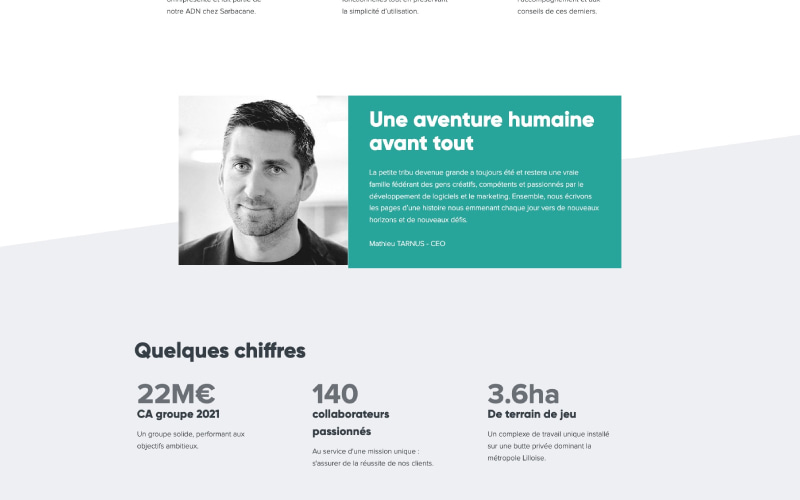 notre ADN chez Sarbacane.
la simplicité d'utilisation.
l'accompagnement et aux
conseils de ces derniers.
Une aventure humaine
avant tout
La petite tribu devenue grande a toujours été et restera une vraie
famille fédérant des gens créatifs, compétents et passionnés par le
développement de logiciels et le marketing. Ensemble, nous écrivons
les pages d'une histoire nous emmenant chaque jour vers de nouveaux
horizons et de nouveaux défis.
Mathieu TARNUS - CEO
Quelques chiffres
22M€
CA groupe 2021
Un groupe solide, performant aux
objectifs ambitieux.
140
collaborateurs
passionnés
Au service d'une mission unique :
s'assurer de la réussite de nos clients.
3.6ha
De terrain de jeu
Un complexe de travail unique installé
sur une butte privée dominant la
métropole Lilloise.